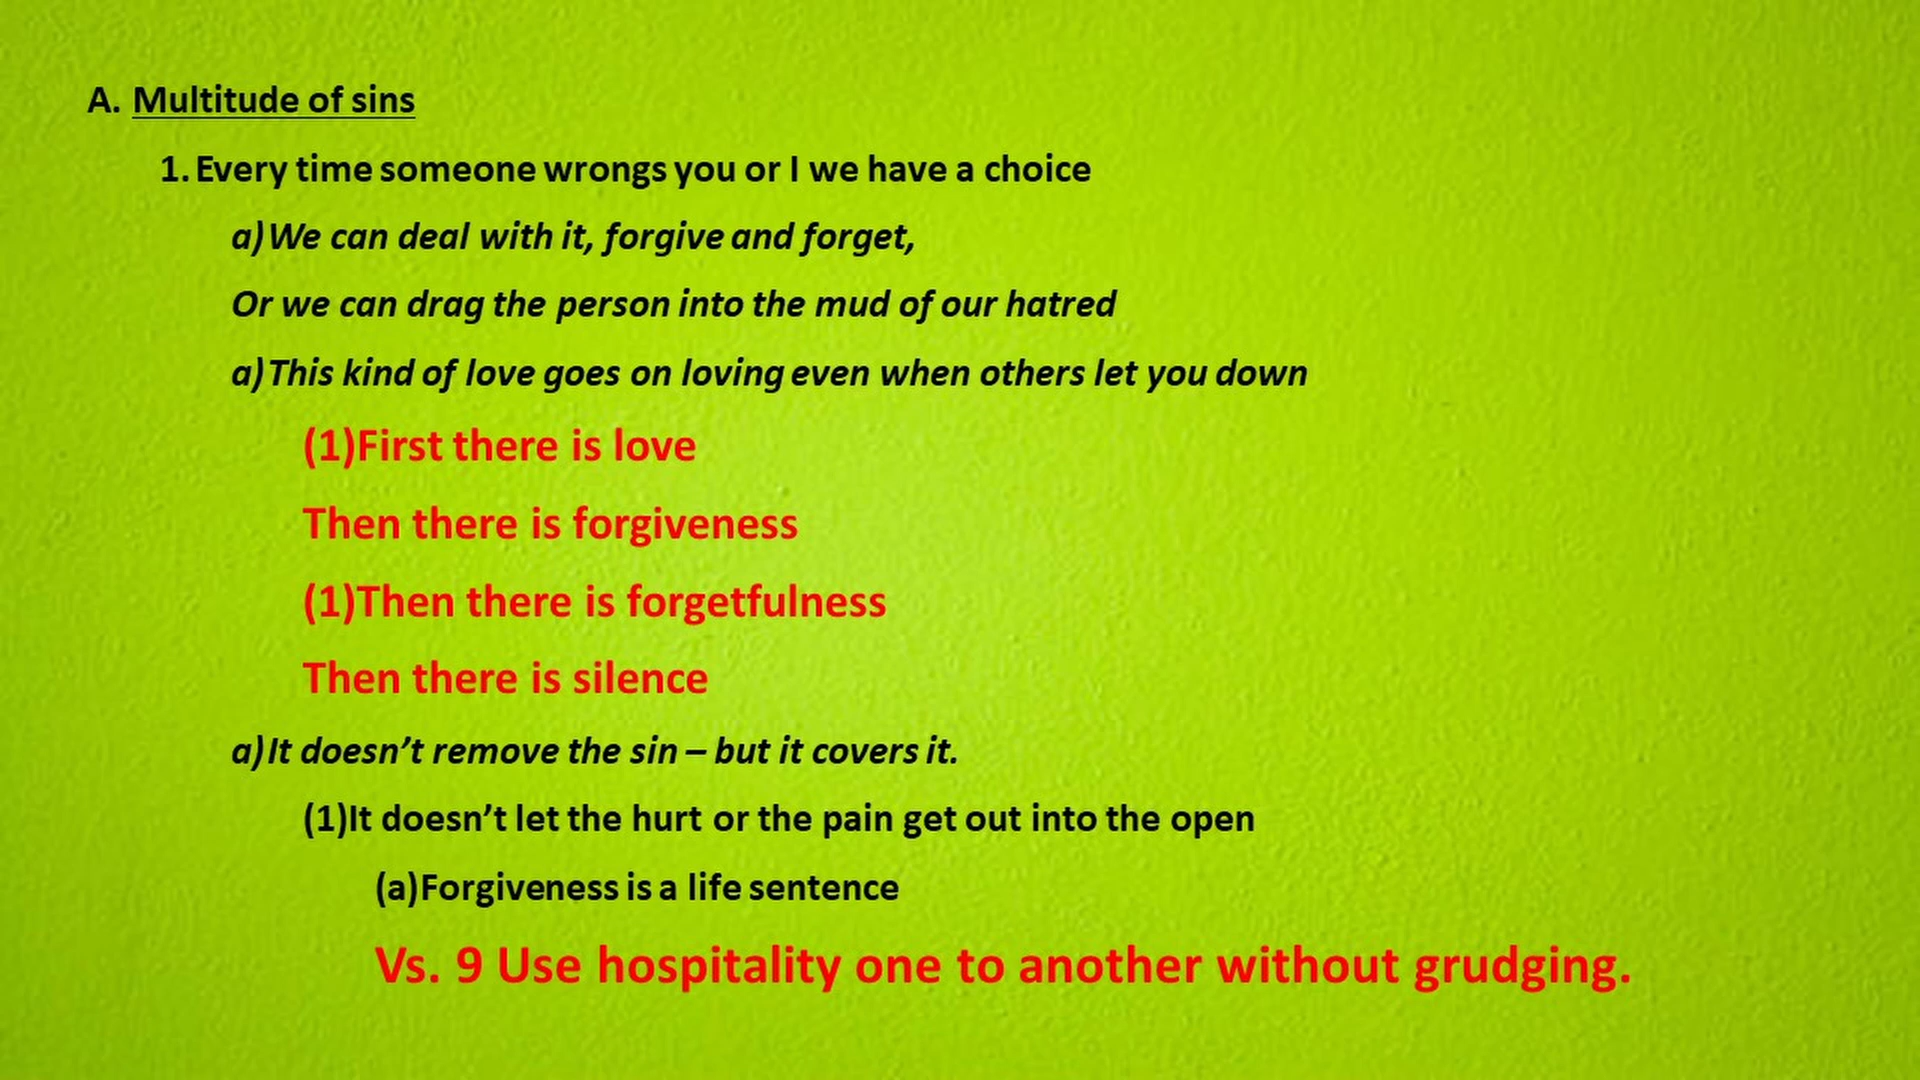 A. Multitude of sins
1. Every time someone wrongs you or I we have a choice
a) We can deal with it, forgive and forget,
Or we can drag the person into the mud of our hatred
a) This kind of love goes on loving even when others let you down
(1)First there is love
Then there is forgiveness
(1)Then there is forgetfulness
Then there is silence
a) It doesn’t remove the sin – but it covers it.
(1)It doesn’t let the hurt or the pain get out into the open
(a)Forgiveness is a life sentence
Vs. 9 Use hospitality one to another without grudging.